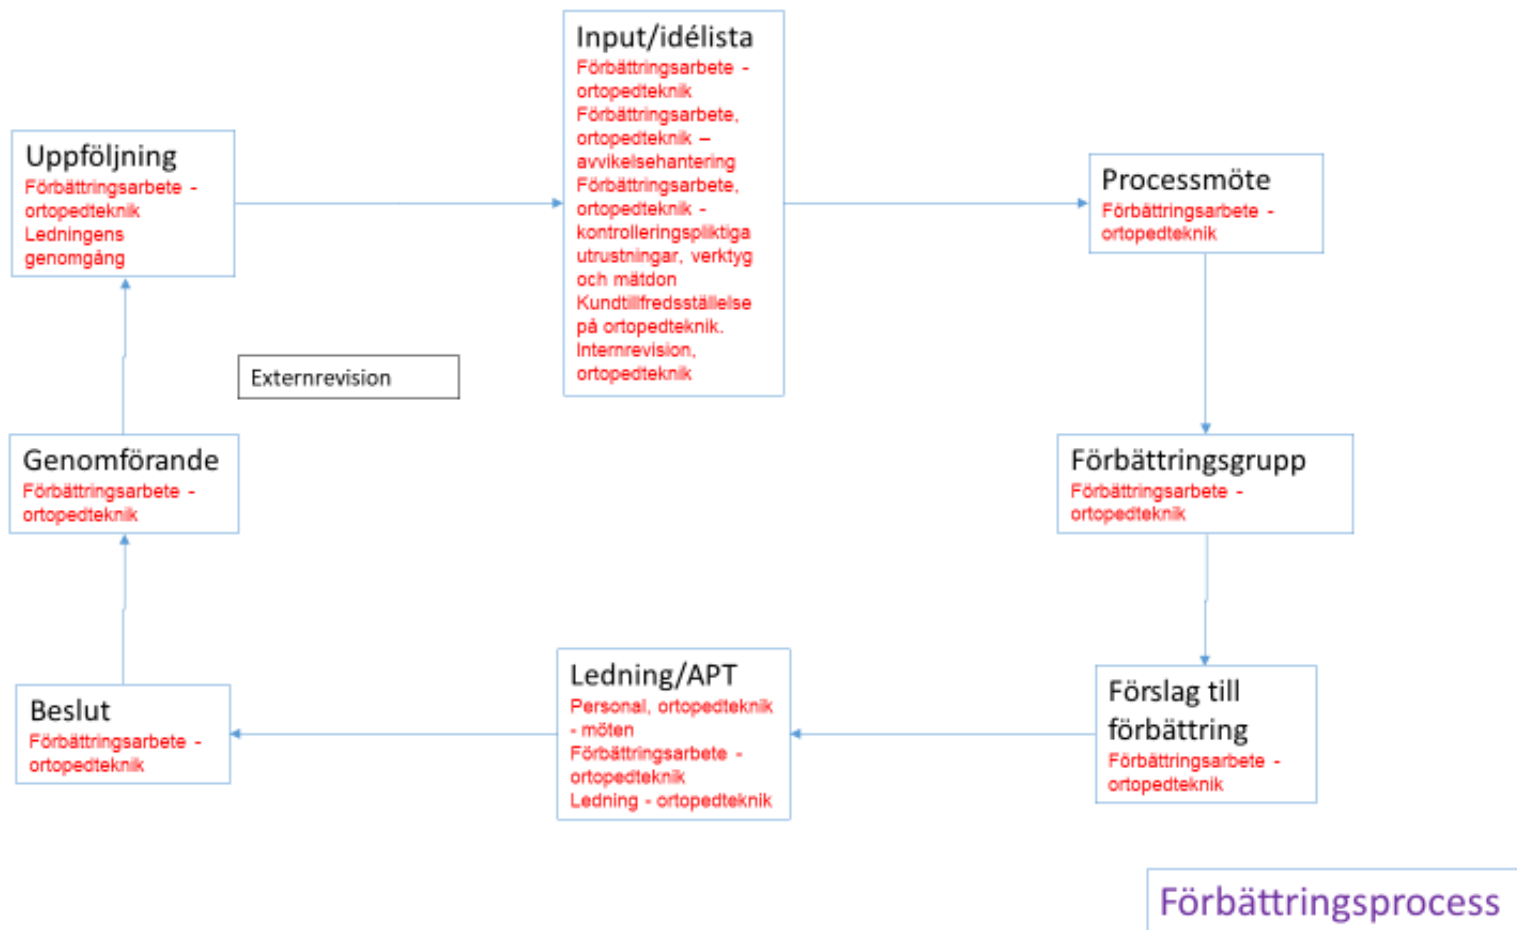 Input/idélista
Förbättringsarbete -
ortopedteknik
Förbättringsarbete,
ortopedteknik –
avvikelsehantering
Förbättringsarbete,
ortopedteknik -
kontrolleringspliktiga
utrustningar, verktyg
och mätdon
Kundtillfredsställelse
på ortopedteknik.
Internrevision,
ortopedteknik
Uppföljning
Förbättringsarbete -
ortopedteknik
Ledningens
genomgång
Processmöte
Förbättringsarbete -
ortopedteknik
Externrevision
Genomförande
Förbättringsarbete -
ortopedteknik
Förbättringsgrupp
Förbättringsarbete -
ortopedteknik
Beslut
Förbättringsarbete -
ortopedteknik
Ledning/APT
Personal, ortopedteknik
- möten
Förbättringsarbete -
ortopedteknik
Ledning - ortopedteknik
Förslag till
förbättring
Förbättringsarbete -
ortopedteknik
Förbättringsprocess